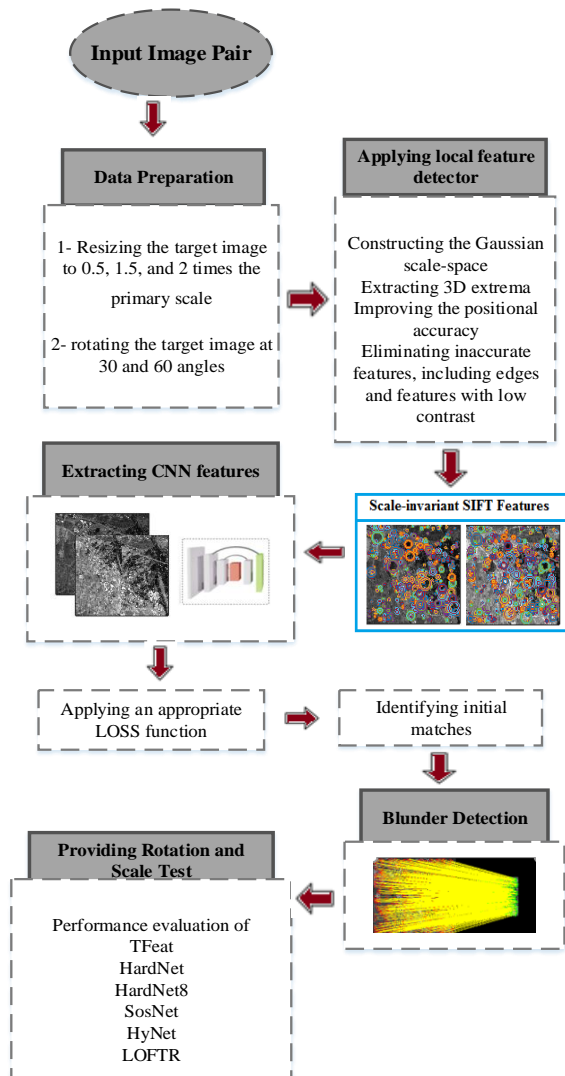 Input Image Pair
Data Preparation
1- Resizing the target image
to 0.5, 1.5, and 2 times the
primary scale
2- rotating the target image at
30 and 60 angles
Applying local feature
detector
Constructing the Gaussian
scale-space
Extracting 3D extrema
Improving the positional
accuracy
Eliminating inaccurate
features, including edges
and features with low
contrast
Scale-invariant SIFT Features
Extracting CNN features
Applying an appropriate
LOSS function
Identifying initial
matches
Blunder Detection
Providing Rotation and
Scale Test
Performance evaluation of
TFeat
HardNet
HardNet8
SosNet
HyNet
LOFTR